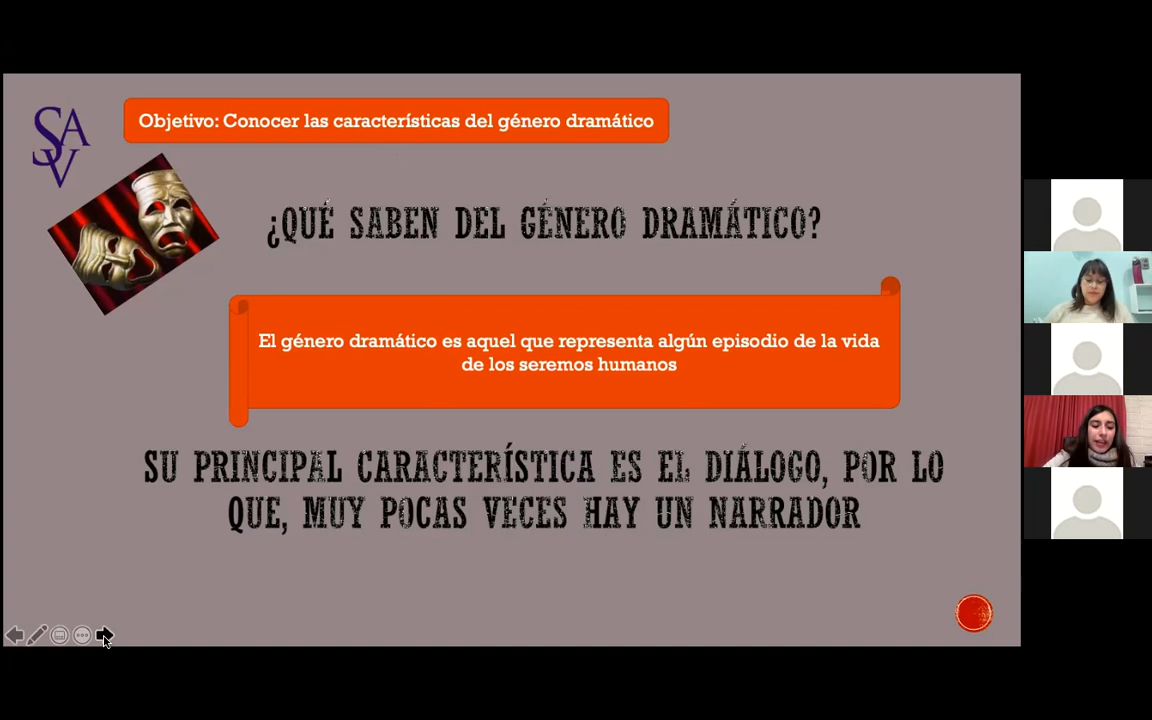 SAV
Objetivo: Conocer las características del género dramático
¿QUÉ SABEN DEL GÉNERO DRAMÁTICO?
El género dramático es aquel que representa algún episodio de la vida
de los seremos humanos
SU PRINCIPAL CARACTERÍSTICA ES EL DIÁLOGO, POR LO
QUE, MUY POCAS VECES HAY UN NARRADOR